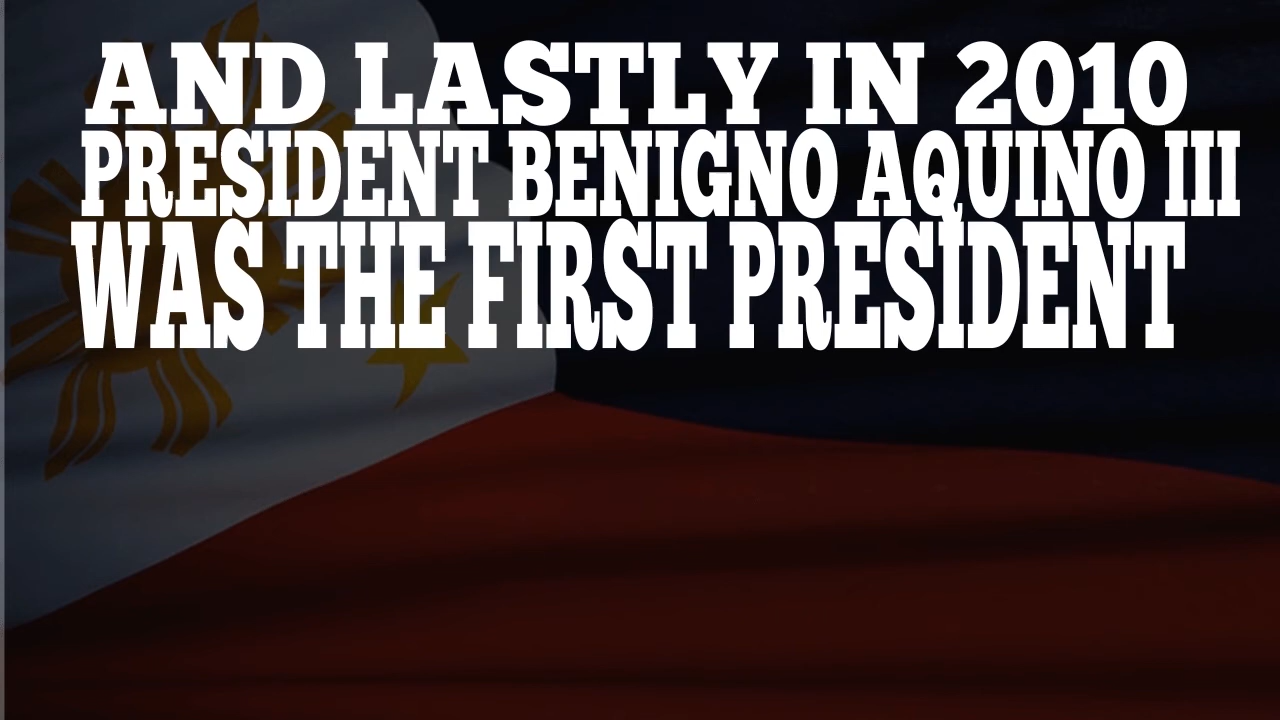 AND LASTLY IN 2010
PRESIDENT BENIGNO AQUINO III
WAS THE FIRST PRESIDENT